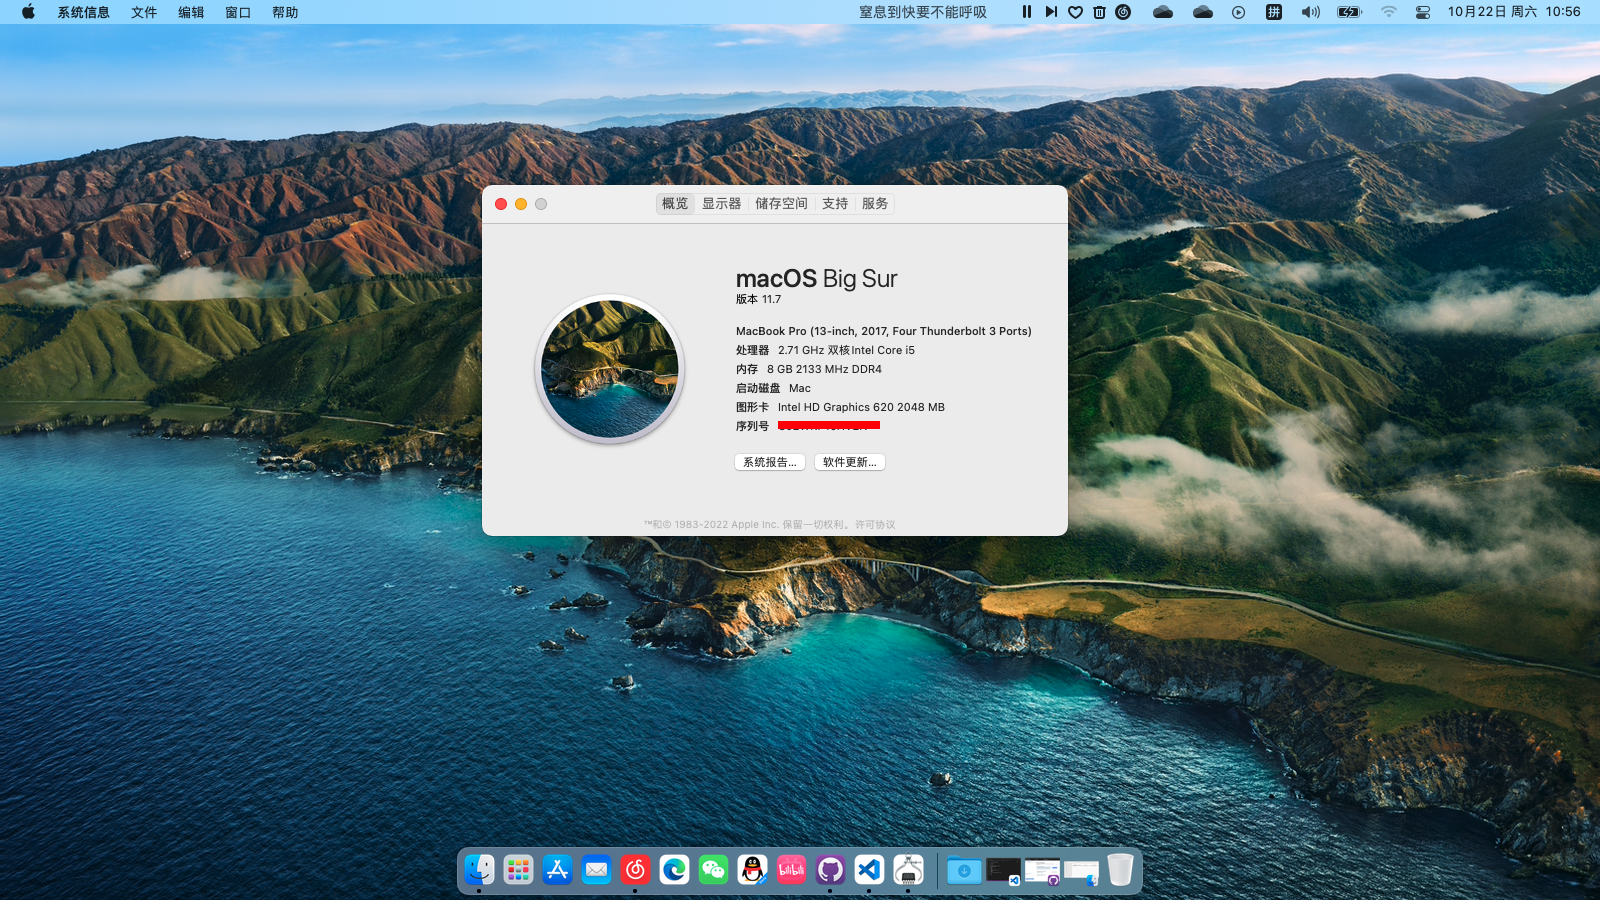 系统信息 文件 编辑 窗口 帮助 窒息到快要不能呼吸 拼 10月22日 周六 10:56
概览 显示器 储存空间 支持 服务
macOS Big Sur
版本 11.7
MacBook Pro (13-inch, 2017, Four Thunderbolt 3 Ports)
处理器 2.71 GHz 双核Intel Core i5
内存 8 GB 2133 MHz DDR4
启动磁盘 Mac
图形卡 Intel HD Graphics 620 2048 MB
序列号
系统报告... 软件更新...
™和© 1983-2022 Apple Inc. 保留一切权利。许可协议
bilibili